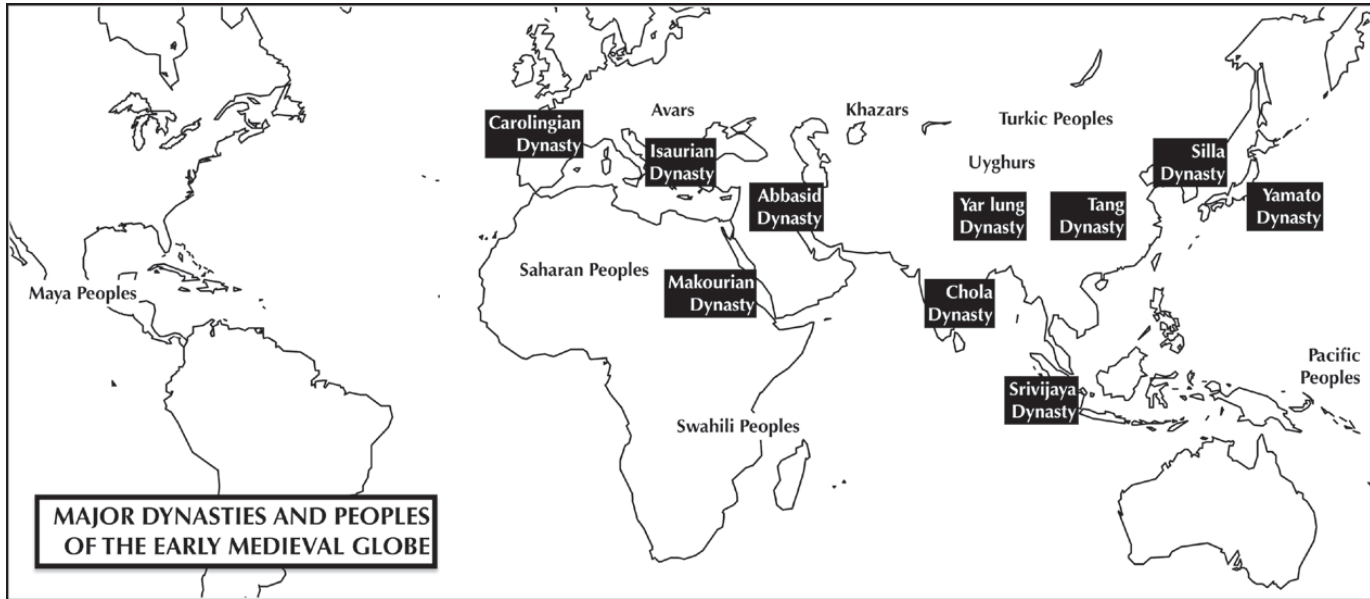 Avars
Khazars
Turkic Peoples
Carolingian
Dynasty
Isaurian
Dynasty
Uyghurs
Silla
Dynasty
Abbasid
Dynasty
Yar lung
Dynasty
Tang
Dynasty
Yamato
Dynasty
Saharan Peoples
Makourian
Dynasty
Maya Peoples
Chola
Dynasty
Pacific
Peoples
Srivijaya
Dynasty
Swahili Peoples
MAJOR DYNASTIES AND PEOPLES
OF THE EARLY MEDIEVAL GLOBE